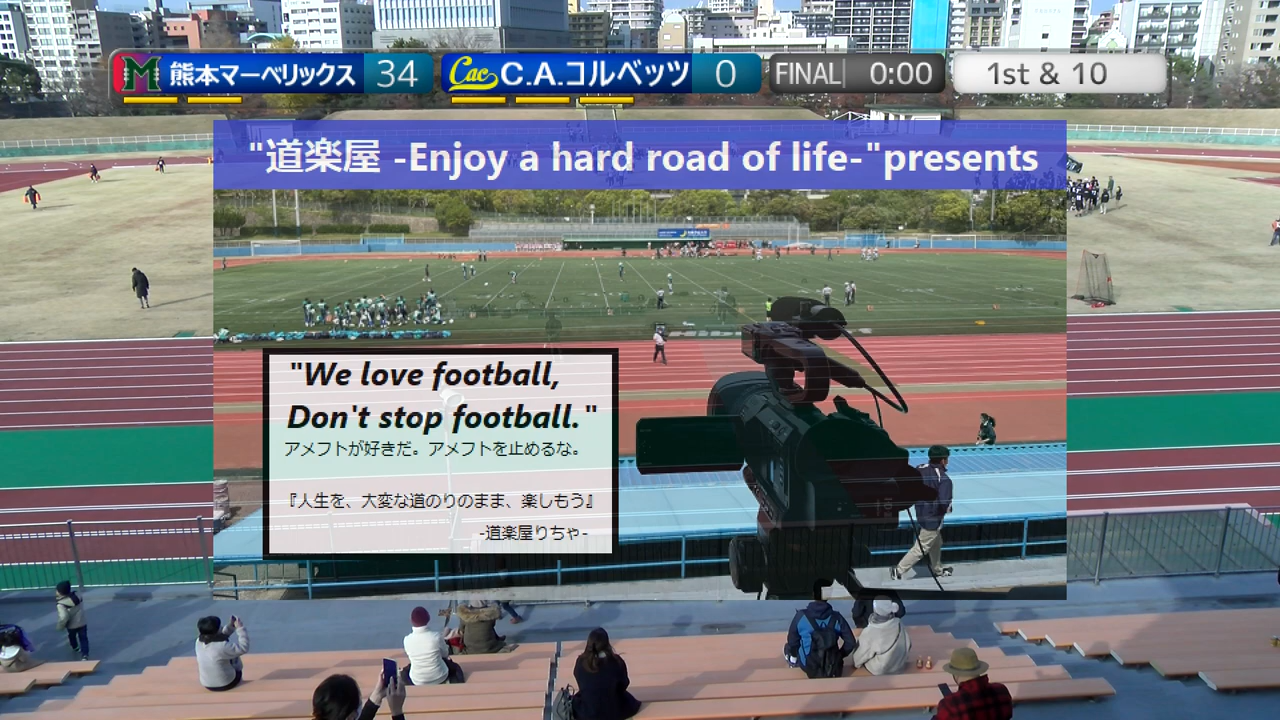 M 熊本マーベリックス 34 Cac C.A.コルベッツ 0 FINAL 0:00 1st & 10
"道楽屋 -Enjoy a hard road of life-"presents
"We love football,
Don't stop football."
アメフトが好きだ。アメフトを止めるな。
『人生を、大変な道のりのまま、楽しもう』
-道楽屋りちゃ-